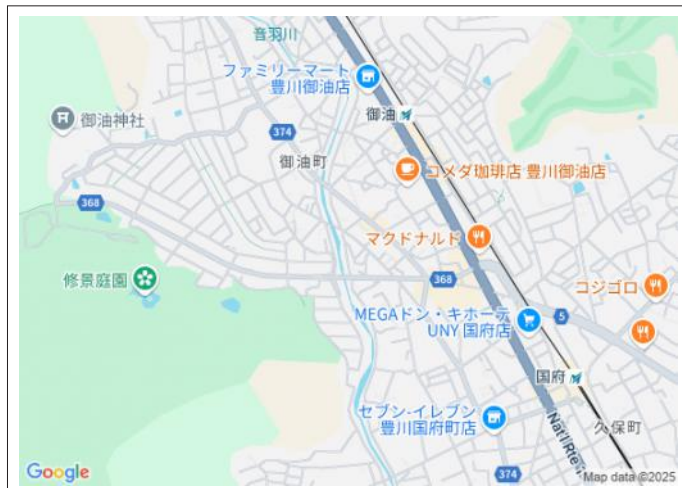 音羽川
ファミリーマート
豊川御油店
御油神社
374
御油
御油町
コメダ珈琲店 豊川御油店
368
マクドナルド
修景庭園
368
コジゴロ
MEGAドン・キホーテ
UNY 国府店
5
国府
セブン-イレブン
豊川国府町店
久保町
Nat'l Rte
374
Google
Map data ©2025